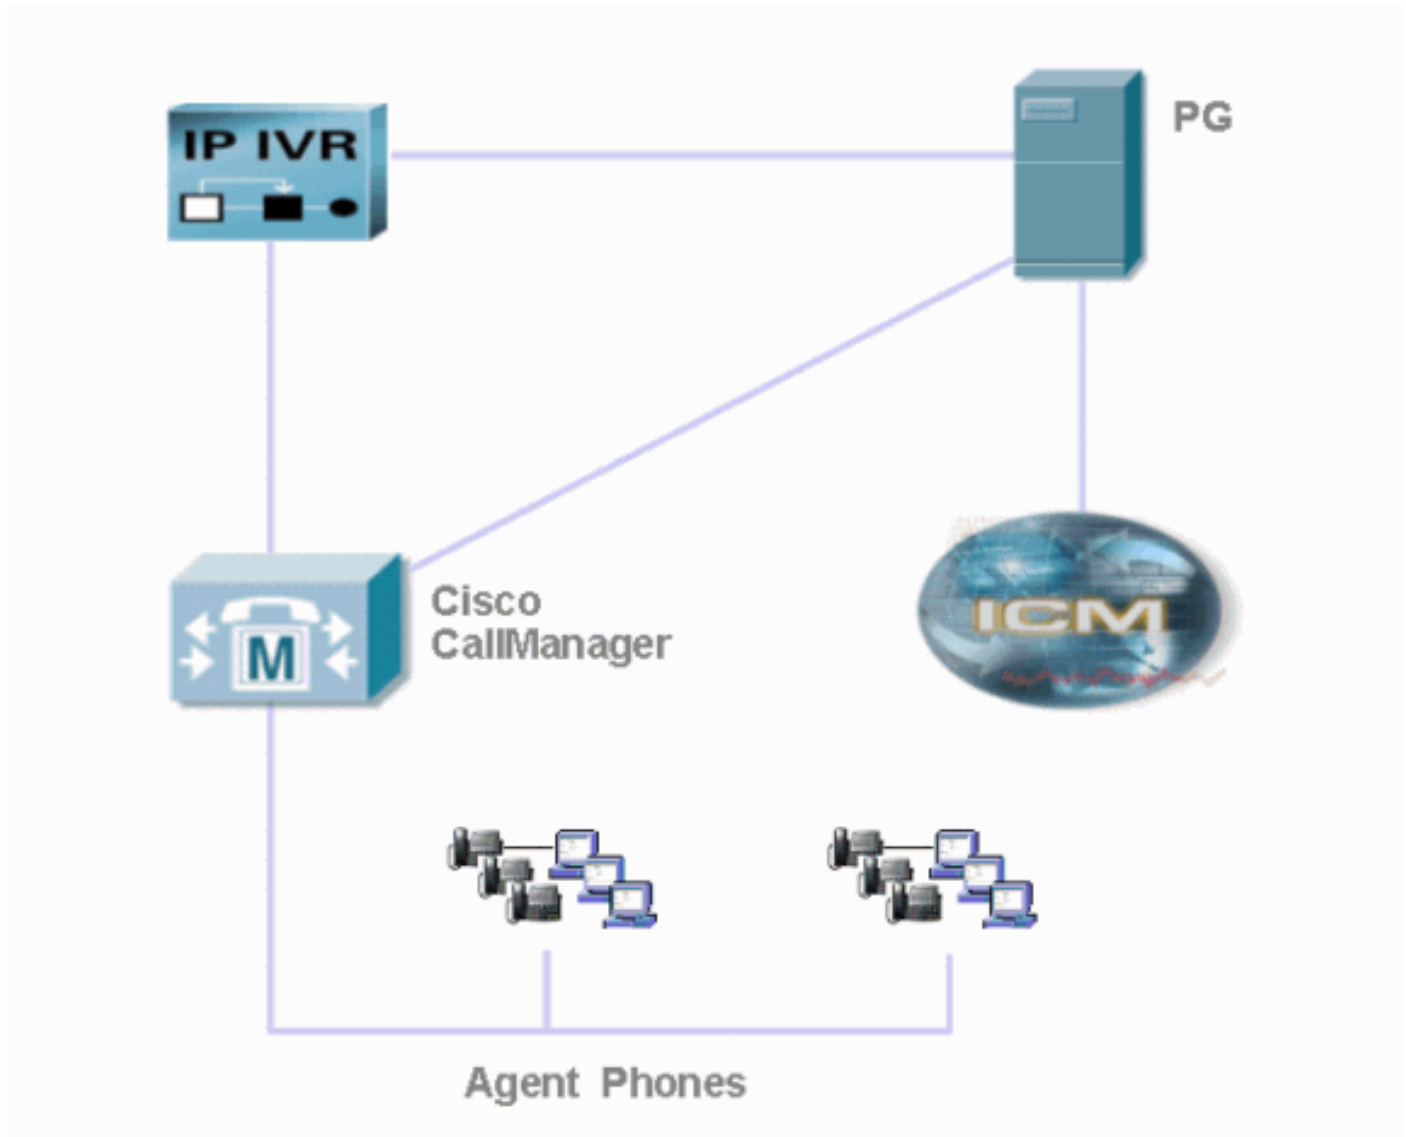 IP IVR
PG
Cisco
CallManager
M
ICM
Agent Phones